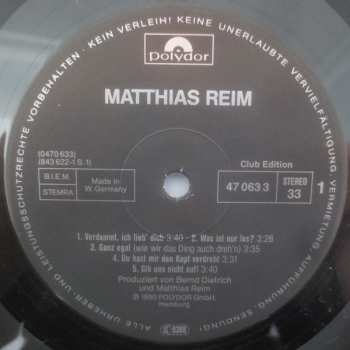 ALLE URHEBER- UND LEISTUNGSSCHUTZRECHTE VORBEHALTEN · KEIN VERLEIH! KEINE UNERLAUBTE VERVIELFÄLTIGUNG, VERMIETUNG, AUFFÜHRUNG, SENDUNG!
polydor
MATTHIAS REIM
(0470 633)
(843 622-1 S.1)
Club Edition
B.I.E.M.
STEMRA
Made in
W. Germany
47 063 3
STEREO
33
1
1. Verdammt, ich lieb' dich 3:40 · 2. Was ist nur los? 3:26
3. Ganz egal (wie wir das Ding auch dreh'n) 3:35
4. Du hast mir den Kopf verdreht 3:31
5. Gib uns nicht auf! 3:40
Produziert von Bernd Dietrich
und Matthias Reim
℗ 1990 POLYDOR GmbH,
Hamburg